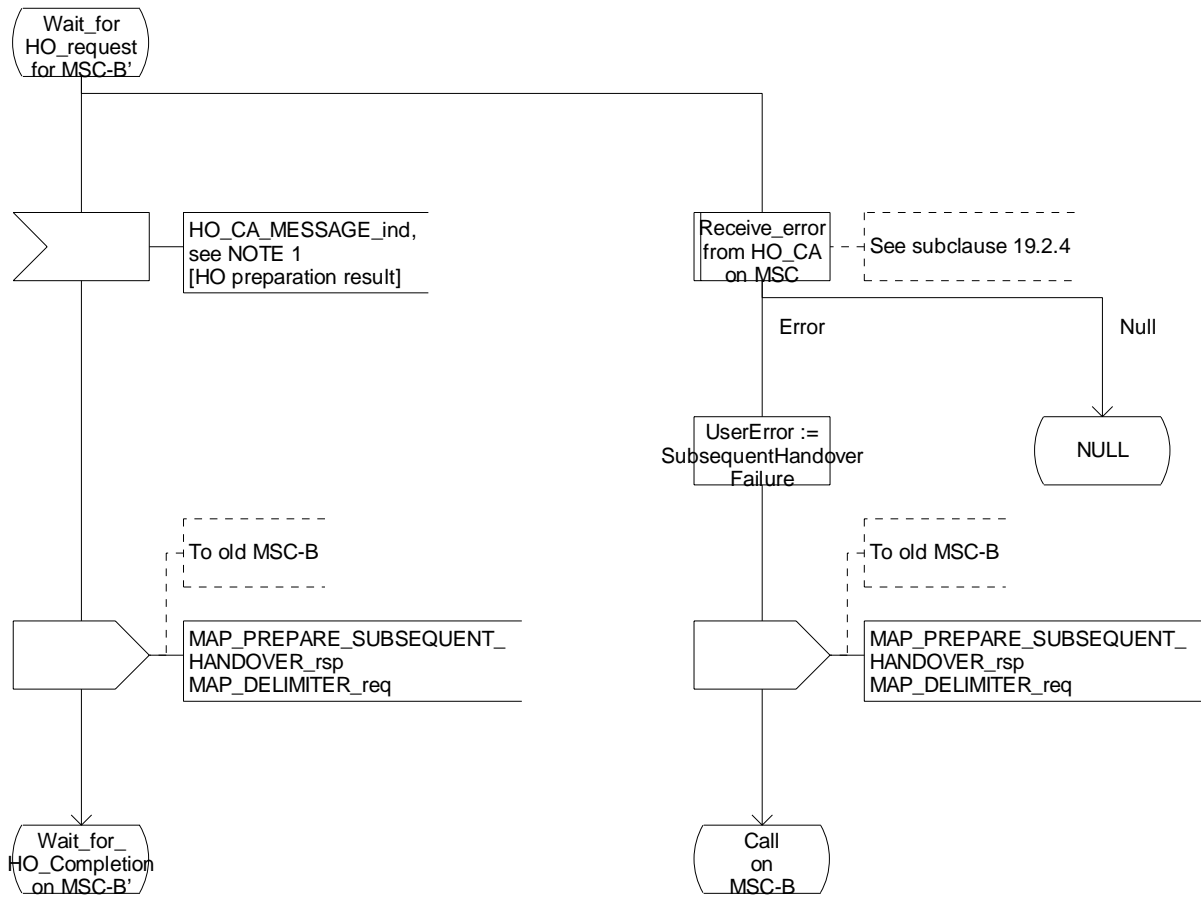 Wait_for
HO_request
for MSC-B’
HO_CA_MESSAGE_ind,
see NOTE 1
[HO preparation result]
Receive_error
from HO_CA
on MSC
See subclause 19.2.4
Error
Null
UserError :=
SubsequentHandover
Failure
NULL
To old MSC-B
To old MSC-B
MAP_PREPARE_SUBSEQUENT_
HANDOVER_rsp
MAP_DELIMITER_req
MAP_PREPARE_SUBSEQUENT_
HANDOVER_rsp
MAP_DELIMITER_req
Wait_for_
HO_Completion
on MSC-B’
Call
on
MSC-B